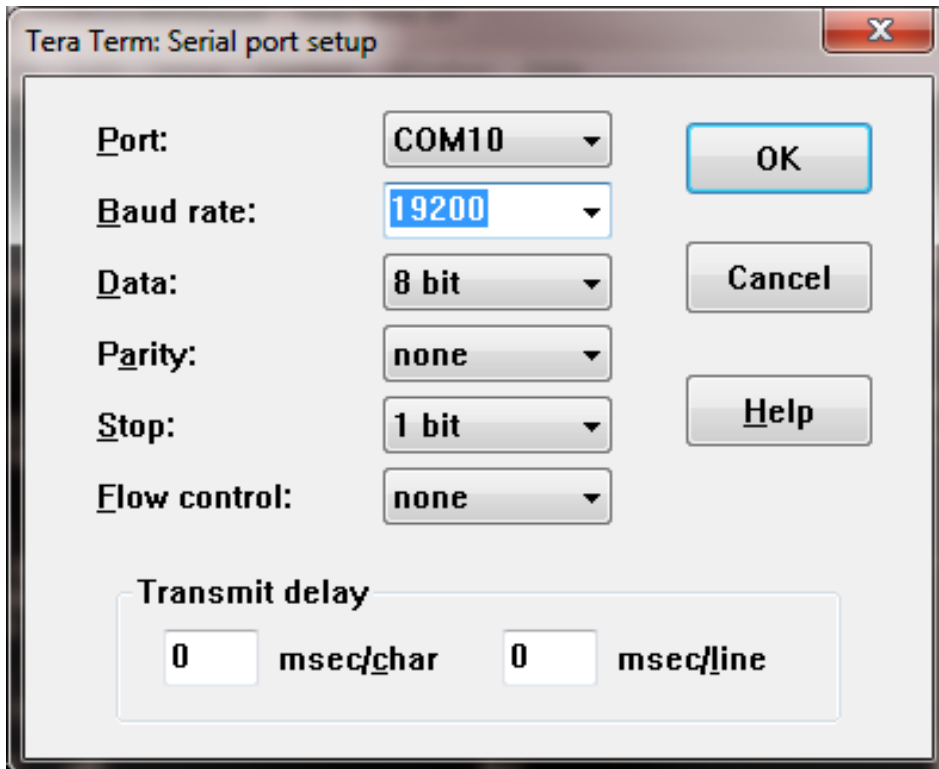 Tera Term: Serial port setup
Port: COM10 OK
Baud rate: 19200
Data: 8 bit Cancel
Parity: none
Stop: 1 bit Help
Flow control: none
Transmit delay
0 msec/char 0 msec/line